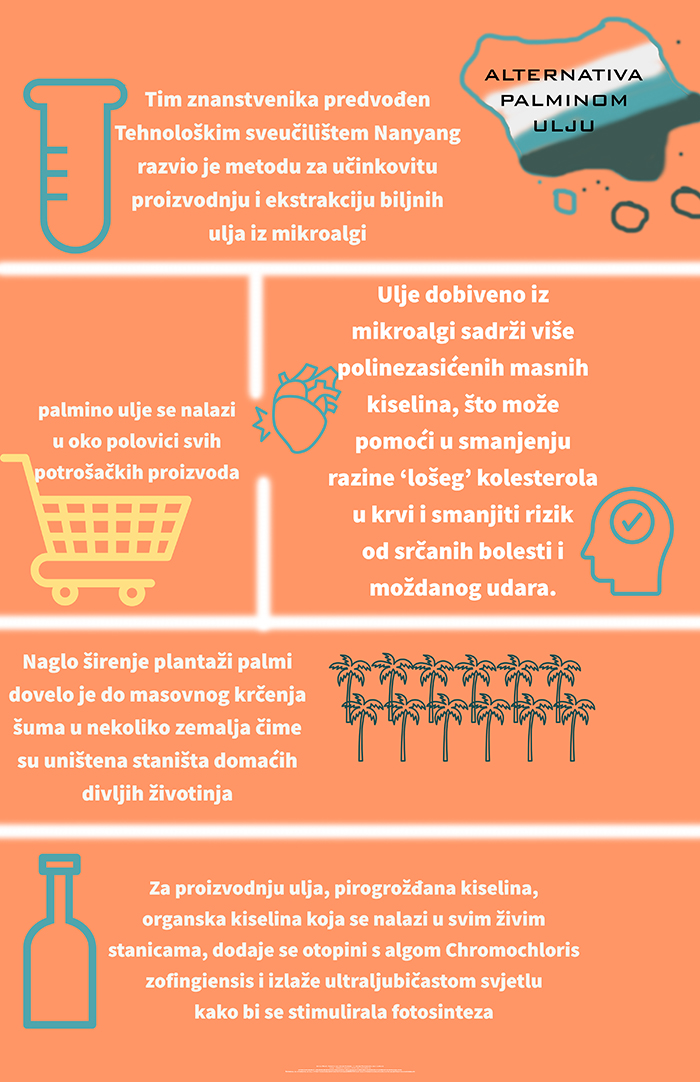 ALTERNATIVA
PALMINOM
ULJU
Tim znanstvenika predvođen
Tehnološkim sveučilištem Nanyang
razvio je metodu za učinkovitu
proizvodnju i ekstrakciju biljnih
ulja iz mikroalgi
Ulje dobiveno iz
mikroalgi sadrži više
polinezasićenih masnih
kiselina, što može
pomoći u smanjenju
razine ‘lošeg’ kolesterola
u krvi i smanjiti rizik
od srčanih bolesti i
moždanog udara.
palmino ulje se nalazi
u oko polovici svih
potrošačkih proizvoda
Naglo širenje plantaži palmi
dovelo je do masovnog krčenja
šuma u nekoliko zemalja čime
su uništena staništa domaćih
divljih životinja
Za proizvodnju ulja, pirogrožđana kiselina,
organska kiselina koja se nalazi u svim živim
stanicama, dodaje se otopini s algom Chromochloris
zofingiensis i izlaže ultraljubičastom svjetlu
kako bi se stimulirala fotosinteza